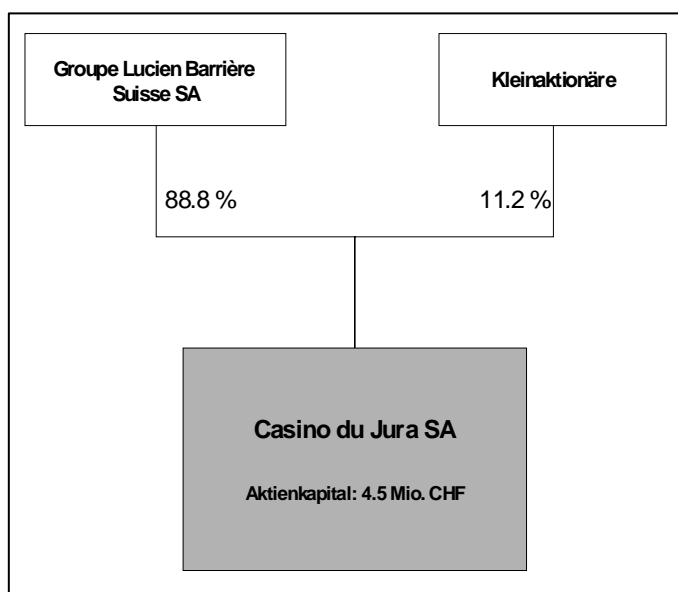 Groupe Lucien Barrière
Suisse SA
Kleinaktionäre
88.8 %
11.2 %
Casino du Jura SA
Aktienkapital: 4.5 Mio. CHF